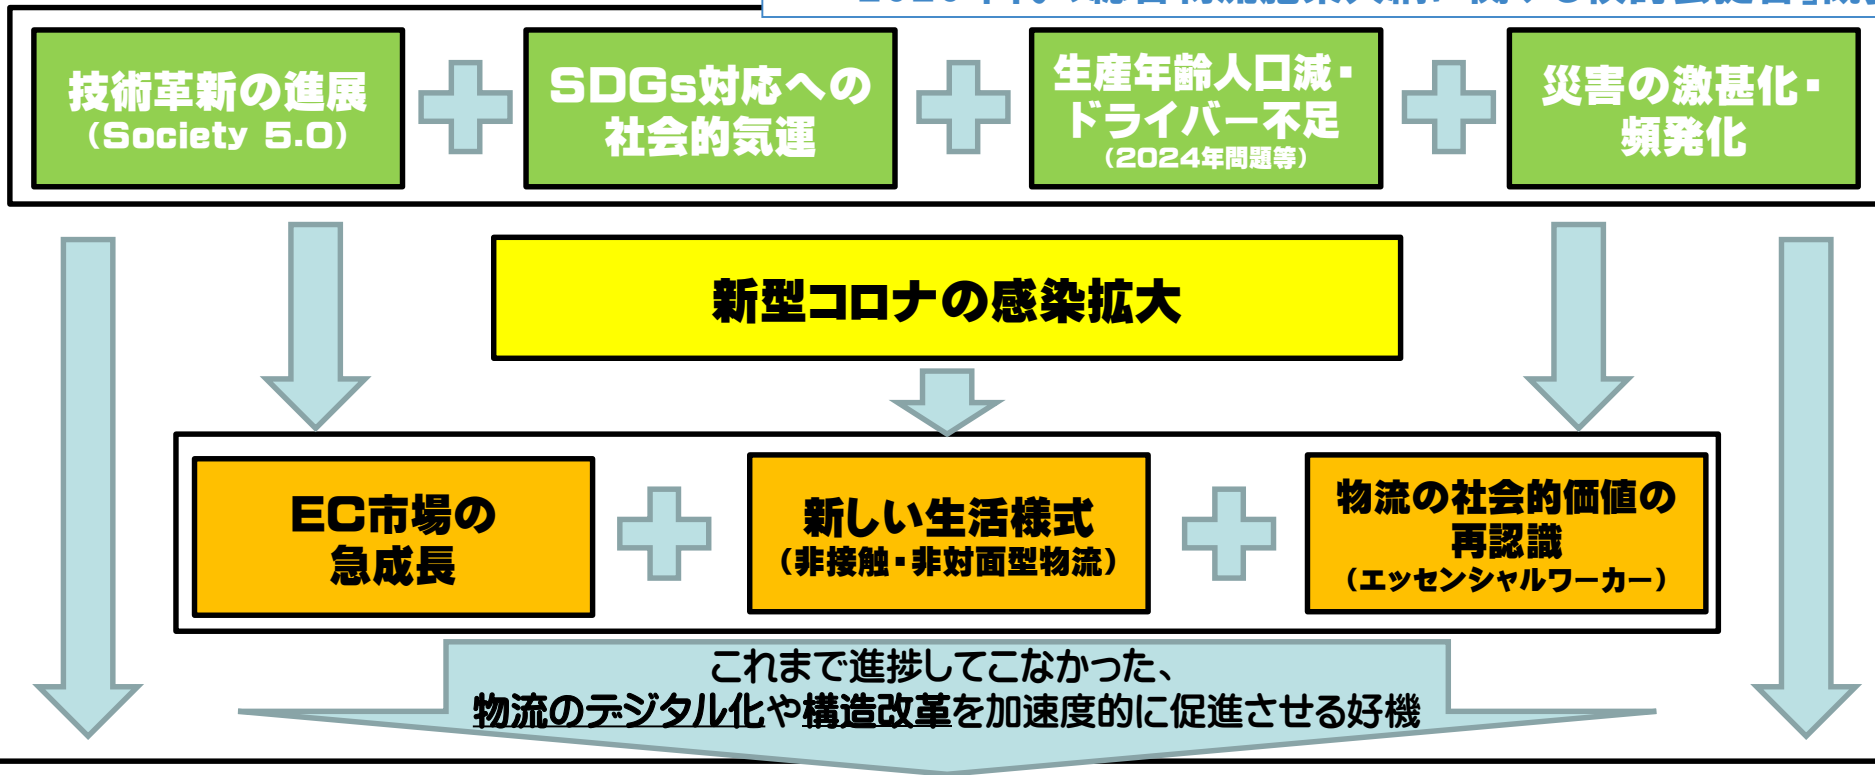 技術革新の進展
(Society 5.0)
SDGs対応への
社会的気運
生産年齢人口減・
ドライバー不足
(2024年問題等)
災害の激甚化・
頻発化
新型コロナの感染拡大
EC市場の
急成長
新しい生活様式
(非接触・非対面型物流)
物流の社会的価値の
再認識
(エッセンシャルワーカー)
これまで進捗してこなかった、
物流のデジタル化や構造改革を加速度的に促進させる好機